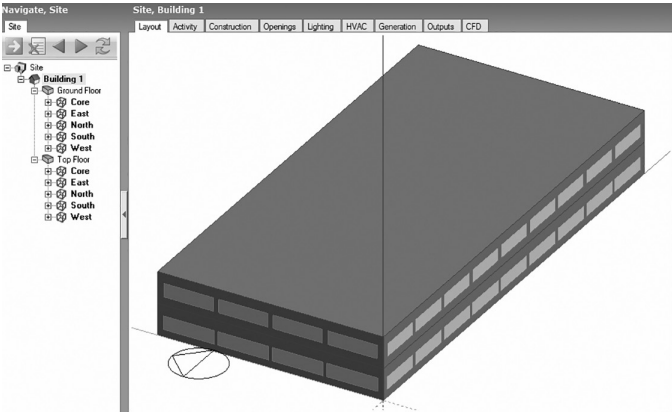 Navigate, Site
Site
Site
Building 1
Ground Floor
Core
East
North
South
West
Top Floor
Core
East
North
South
West
Site, Building 1
Layout Activity Construction Openings Lighting HVAC Generation Outputs CFD